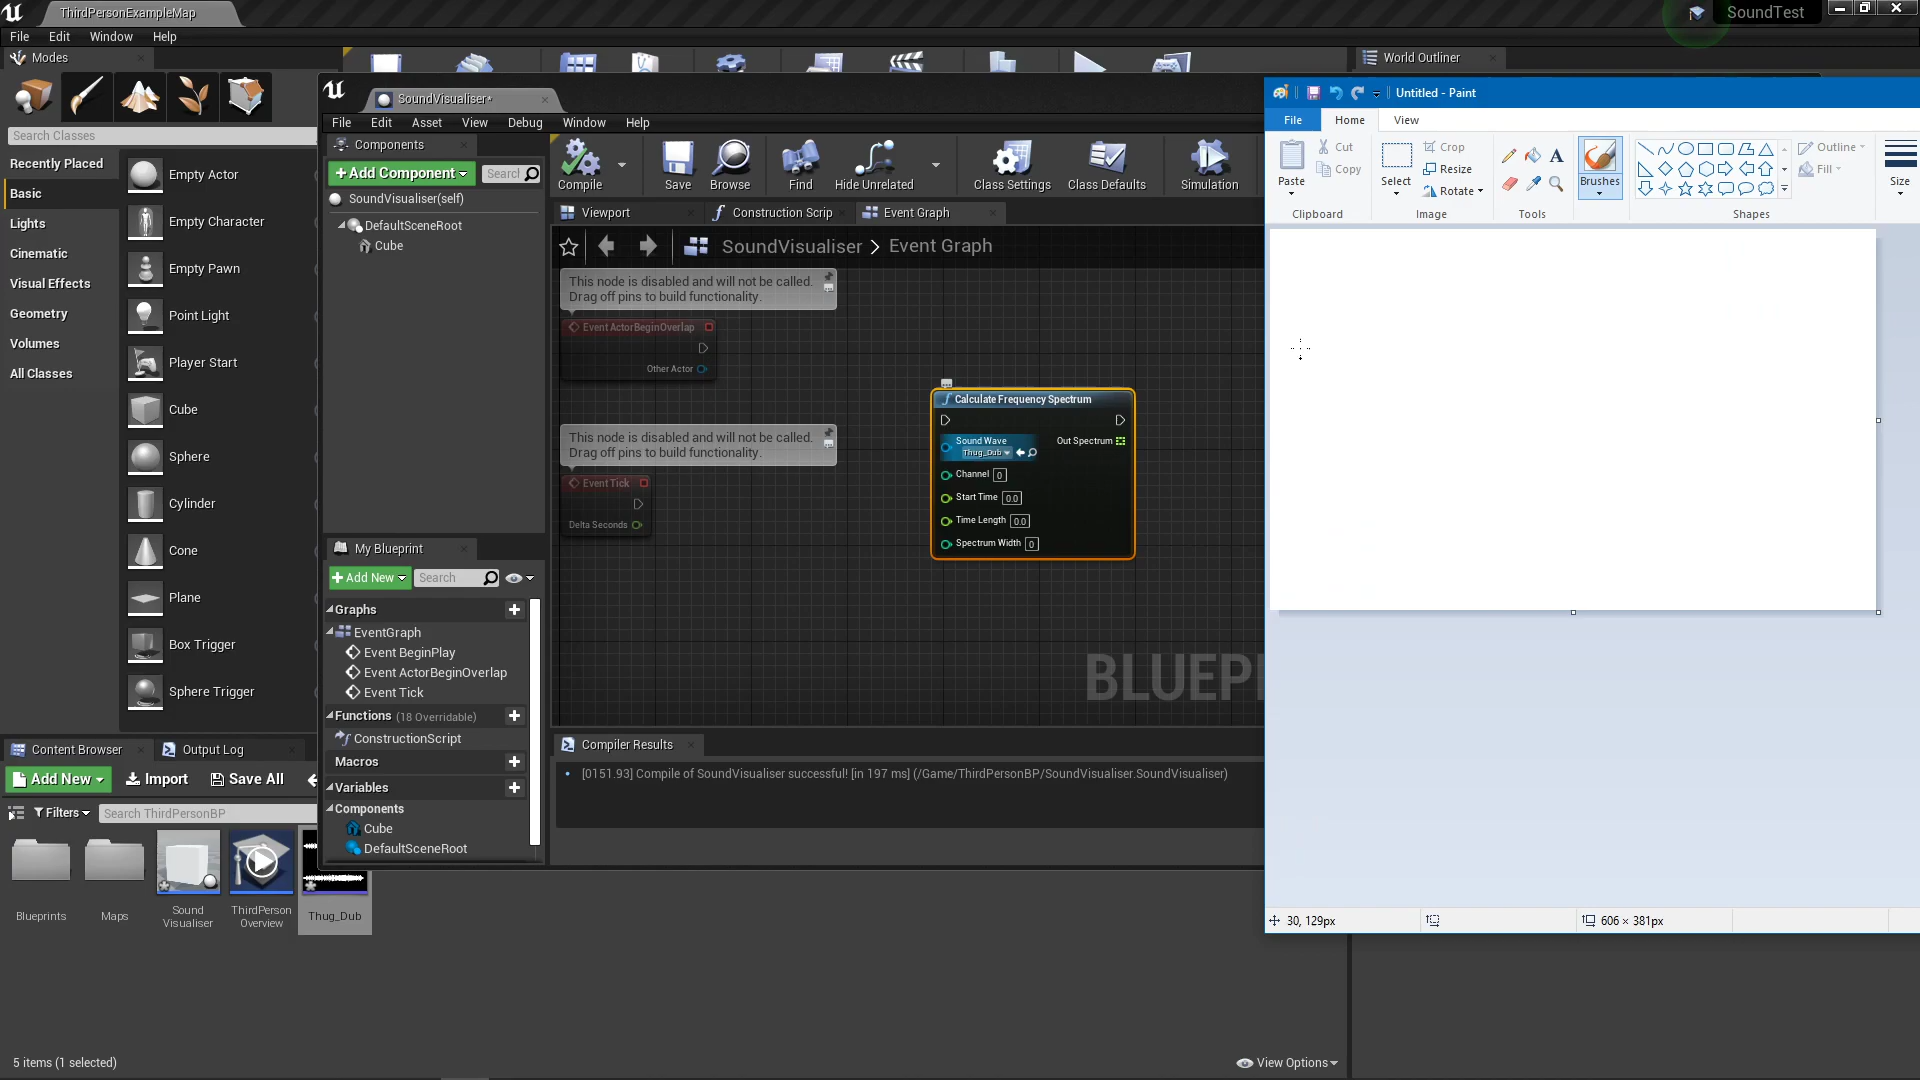 ThirdPersonExampleMap
SoundTest
File Edit Window Help
Modes
World Outliner
Search Classes
Recently Placed
Basic
Lights
Cinematic
Visual Effects
Geometry
Volumes
All Classes
Empty Actor
Empty Character
Empty Pawn
Point Light
Player Start
Cube
Sphere
Cylinder
Cone
Plane
Box Trigger
Sphere Trigger
SoundVisualiser*
File Edit Asset View Debug Window Help
Components
+ Add Component
Search
SoundVisualiser(self)
DefaultSceneRoot
Cube
Compile
Save
Browse
Find
Hide Unrelated
Class Settings
Class Defaults
Simulation
Viewport
Construction Scrip
Event Graph
SoundVisualiser > Event Graph
This node is disabled and will not be called.
Drag off pins to build functionality.
Event ActorBeginOverlap
Other Actor
This node is disabled and will not be called.
Drag off pins to build functionality.
Event Tick
Delta Seconds
Calculate Frequency Spectrum
Sound Wave
Thug_Dub
Out Spectrum
Channel 0
Start Time 0.0
Time Length 0.0
Spectrum Width 0
BLUEP
My Blueprint
+ Add New
Search
Graphs
EventGraph
Event BeginPlay
Event ActorBeginOverlap
Event Tick
Functions (18 Overridable)
ConstructionScript
Macros
Variables
Components
Cube
DefaultSceneRoot
Compiler Results
[0151.93] Compile of SoundVisualiser successful! [in 197 ms] (/Game/ThirdPersonBP/SoundVisualiser.SoundVisualiser)
Content Browser
Output Log
Add New
Import
Save All
Filters
Search ThirdPersonBP
Blueprints
Maps
Sound
Visualiser
ThirdPerson
Overview
Thug_Dub
5 items (1 selected)
View Options
Untitled - Paint
File Home View
Paste
Cut
Copy
Clipboard
Select
Crop
Resize
Rotate
Image
Tools
Brushes
Shapes
Outline
Fill
Size
30, 129px
606 × 381px